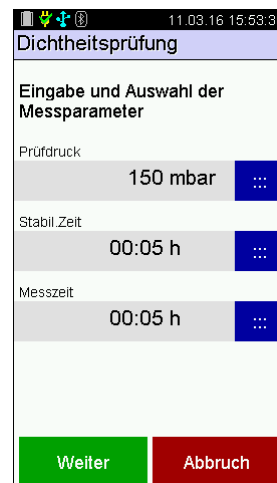 11.03.16 15:53:3
Dichtheitsprüfung
Eingabe und Auswahl der
Messparameter
Prüfdruck
150 mbar
Stabil.Zeit
00:05 h
Messzeit
00:05 h
Weiter Abbruch